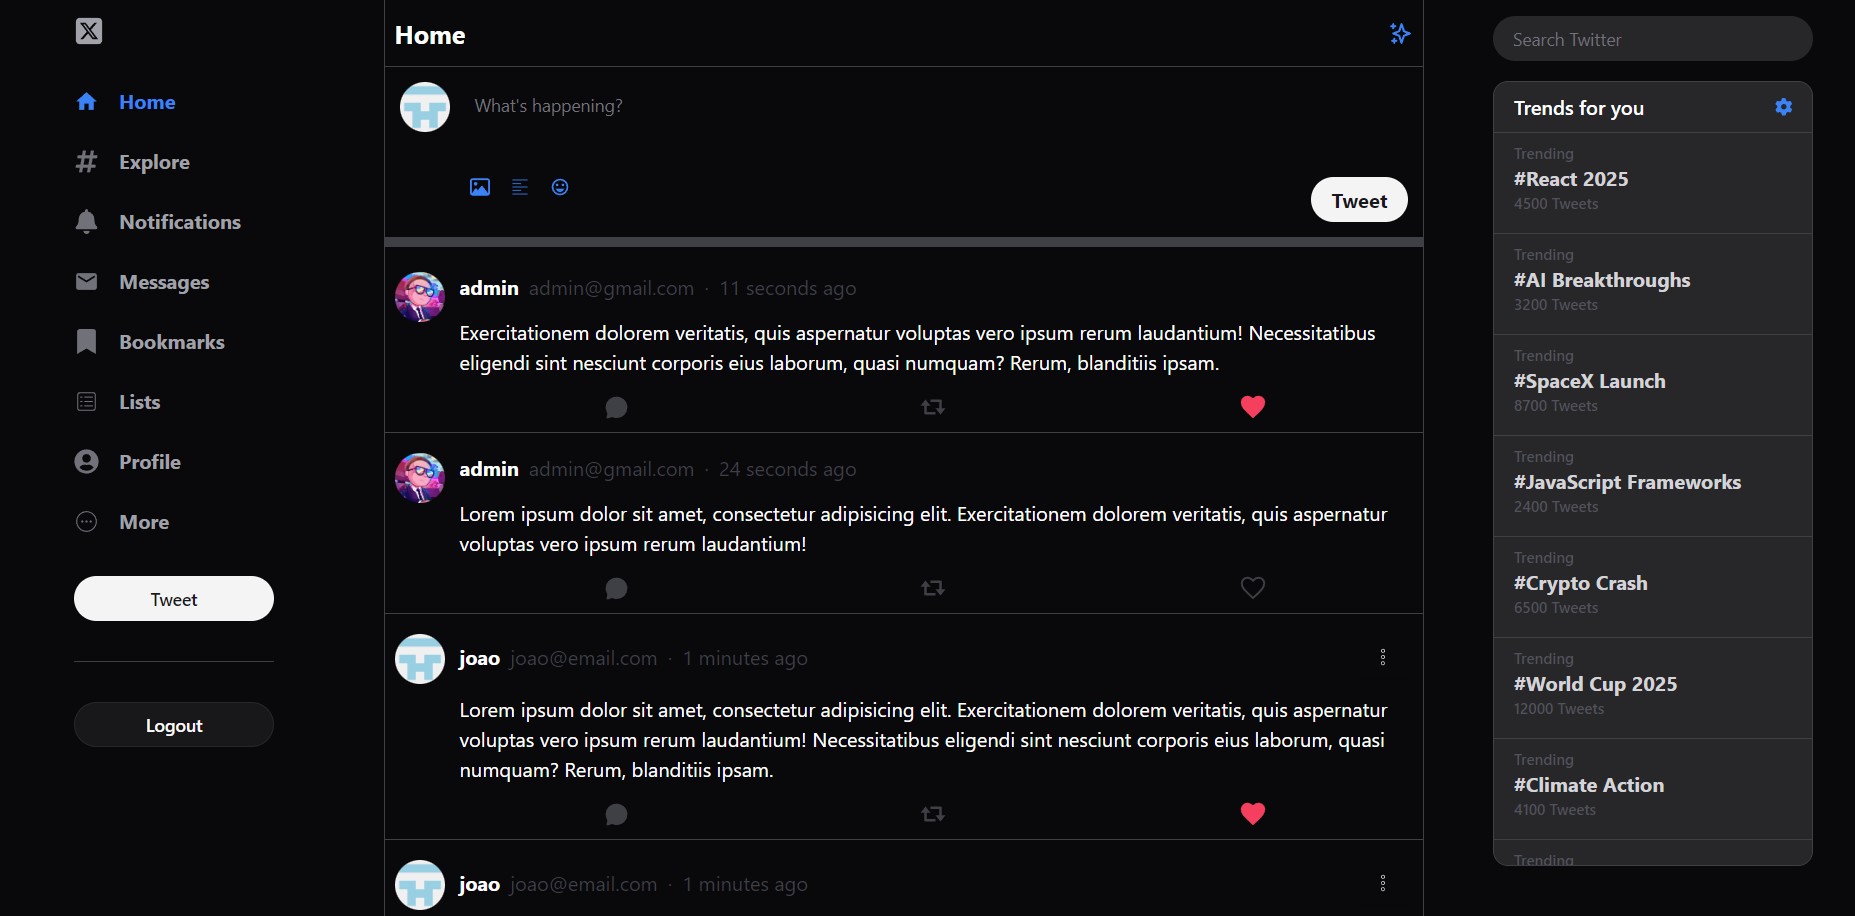 X
Home
Explore
Notifications
Messages
Bookmarks
Lists
Profile
More
Tweet
Logout
Home
What's happening?
Tweet
admin admin@gmail.com · 11 seconds ago
Exercitationem dolorem veritatis, quis aspernatur voluptas vero ipsum rerum laudantium! Necessitatibus
eligendi sint nesciunt corporis eius laborum, quasi numquam? Rerum, blanditiis ipsam.
admin admin@gmail.com · 24 seconds ago
Lorem ipsum dolor sit amet, consectetur adipisicing elit. Exercitationem dolorem veritatis, quis aspernatur
voluptas vero ipsum rerum laudantium!
joao joao@email.com · 1 minutes ago
Lorem ipsum dolor sit amet, consectetur adipisicing elit. Exercitationem dolorem veritatis, quis aspernatur
voluptas vero ipsum rerum laudantium! Necessitatibus eligendi sint nesciunt corporis eius laborum, quasi
numquam? Rerum, blanditiis ipsam.
joao joao@email.com · 1 minutes ago
Search Twitter
Trends for you
Trending
#React 2025
4500 Tweets
Trending
#AI Breakthroughs
3200 Tweets
Trending
#SpaceX Launch
8700 Tweets
Trending
#JavaScript Frameworks
2400 Tweets
Trending
#Crypto Crash
6500 Tweets
Trending
#World Cup 2025
12000 Tweets
Trending
#Climate Action
4100 Tweets
Trending